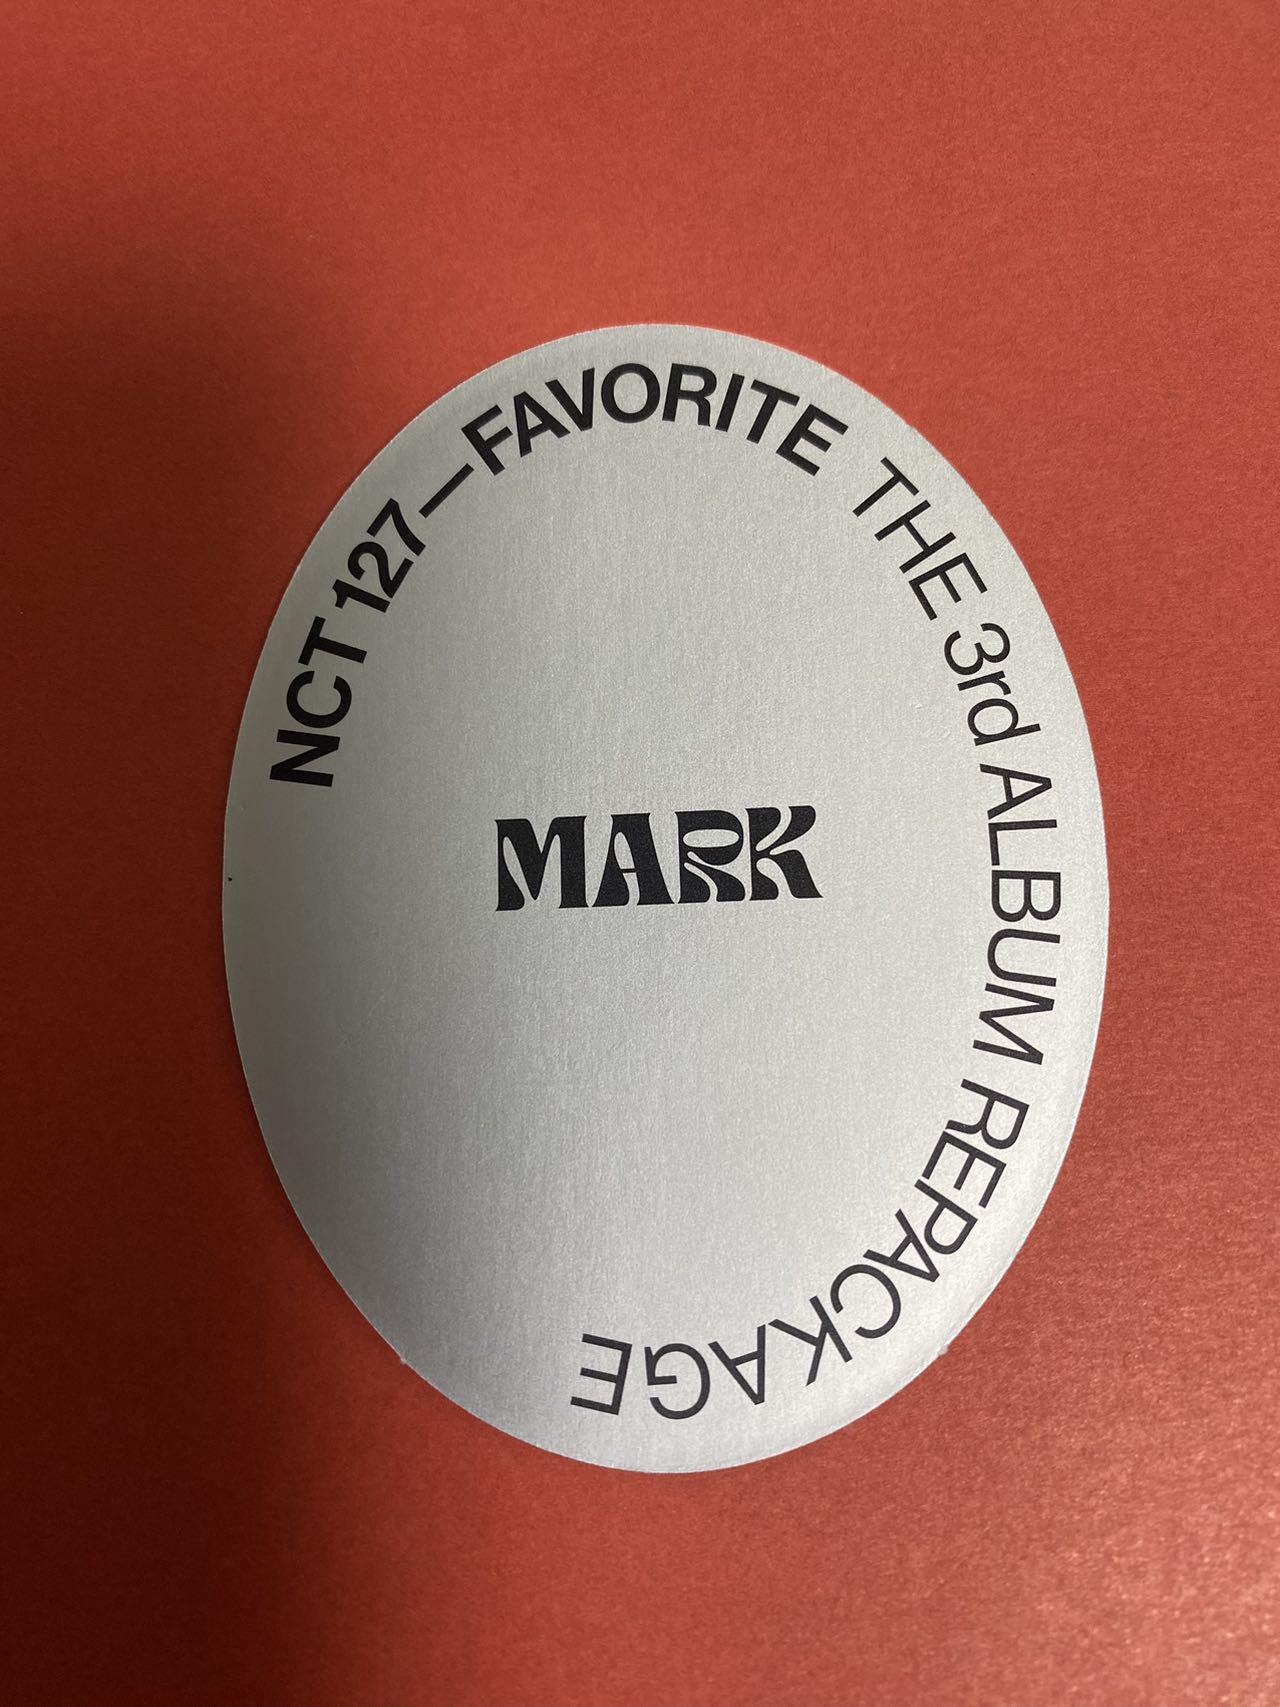 NCT 127—FAVORITE THE 3rd ALBUM REPACKAGE
MARK